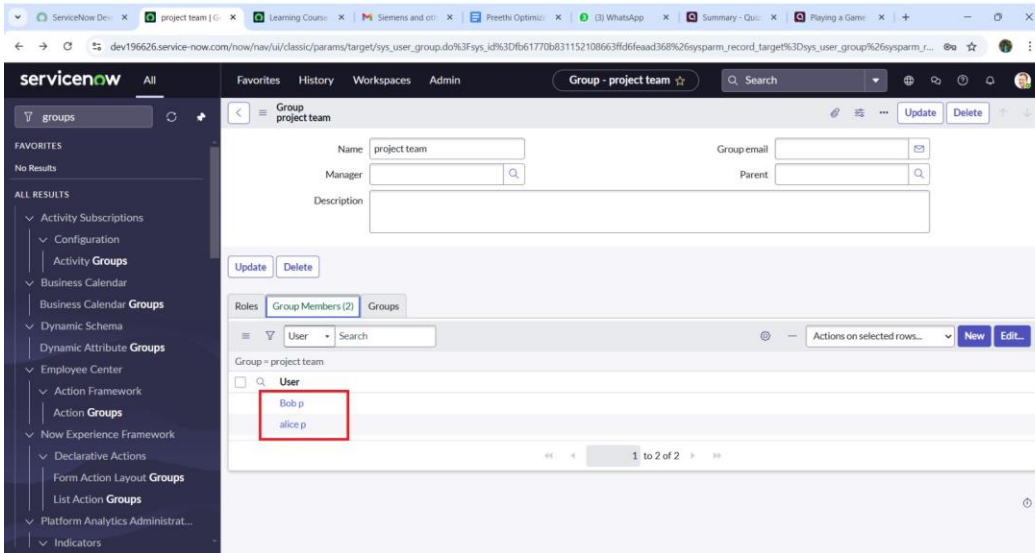 ServiceNow Dev
project team | G
Learning Course
Siemens and oth
Preethi Optimiz
(3) WhatsApp
Summary - Qui
Playing a Game
dev196626.service-now.com/now/nav/ui/classic/params/target/sys_user_group.do%3Fsys_id%3Dfb61770b831152108663ffd6feaad368%26sysparm_record_target%3Dsys_user_group%26sysparm_r...
servicenow All Favorites History Workspaces Admin Group - project team Search
groups
FAVORITES
No Results
ALL RESULTS
Activity Subscriptions
Configuration
Activity Groups
Business Calendar
Business Calendar Groups
Dynamic Schema
Dynamic Attribute Groups
Employee Center
Action Framework
Action Groups
Now Experience Framework
Declarative Actions
Form Action Layout Groups
List Action Groups
Platform Analytics Administrat...
Indicators
Group
project team
Update Delete
Name project team Group email
Manager Parent
Description
Update Delete
Roles Group Members (2) Groups
User Search Actions on selected rows... New Edit...
Group = project team
User
Bob p
alice p
1 to 2 of 2